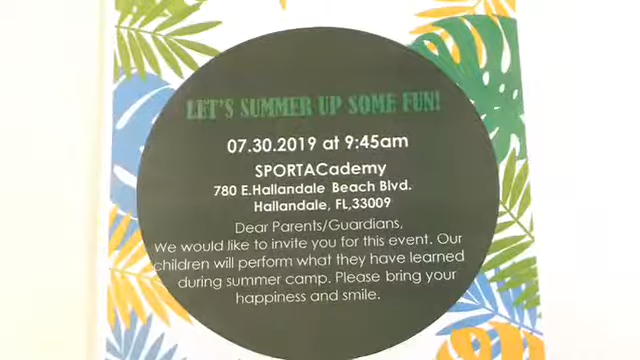 LET'S SUMMER UP SOME FUN!
07.30.2019 at 9:45am
SPORTACademy
780 E.Hallandale Beach Blvd.
Hallandale, FL,33009
Dear Parents/Guardians,
We would like to invite you for this event. Our
children will perform what they have learned
during summer camp. Please bring your
happiness and smile.